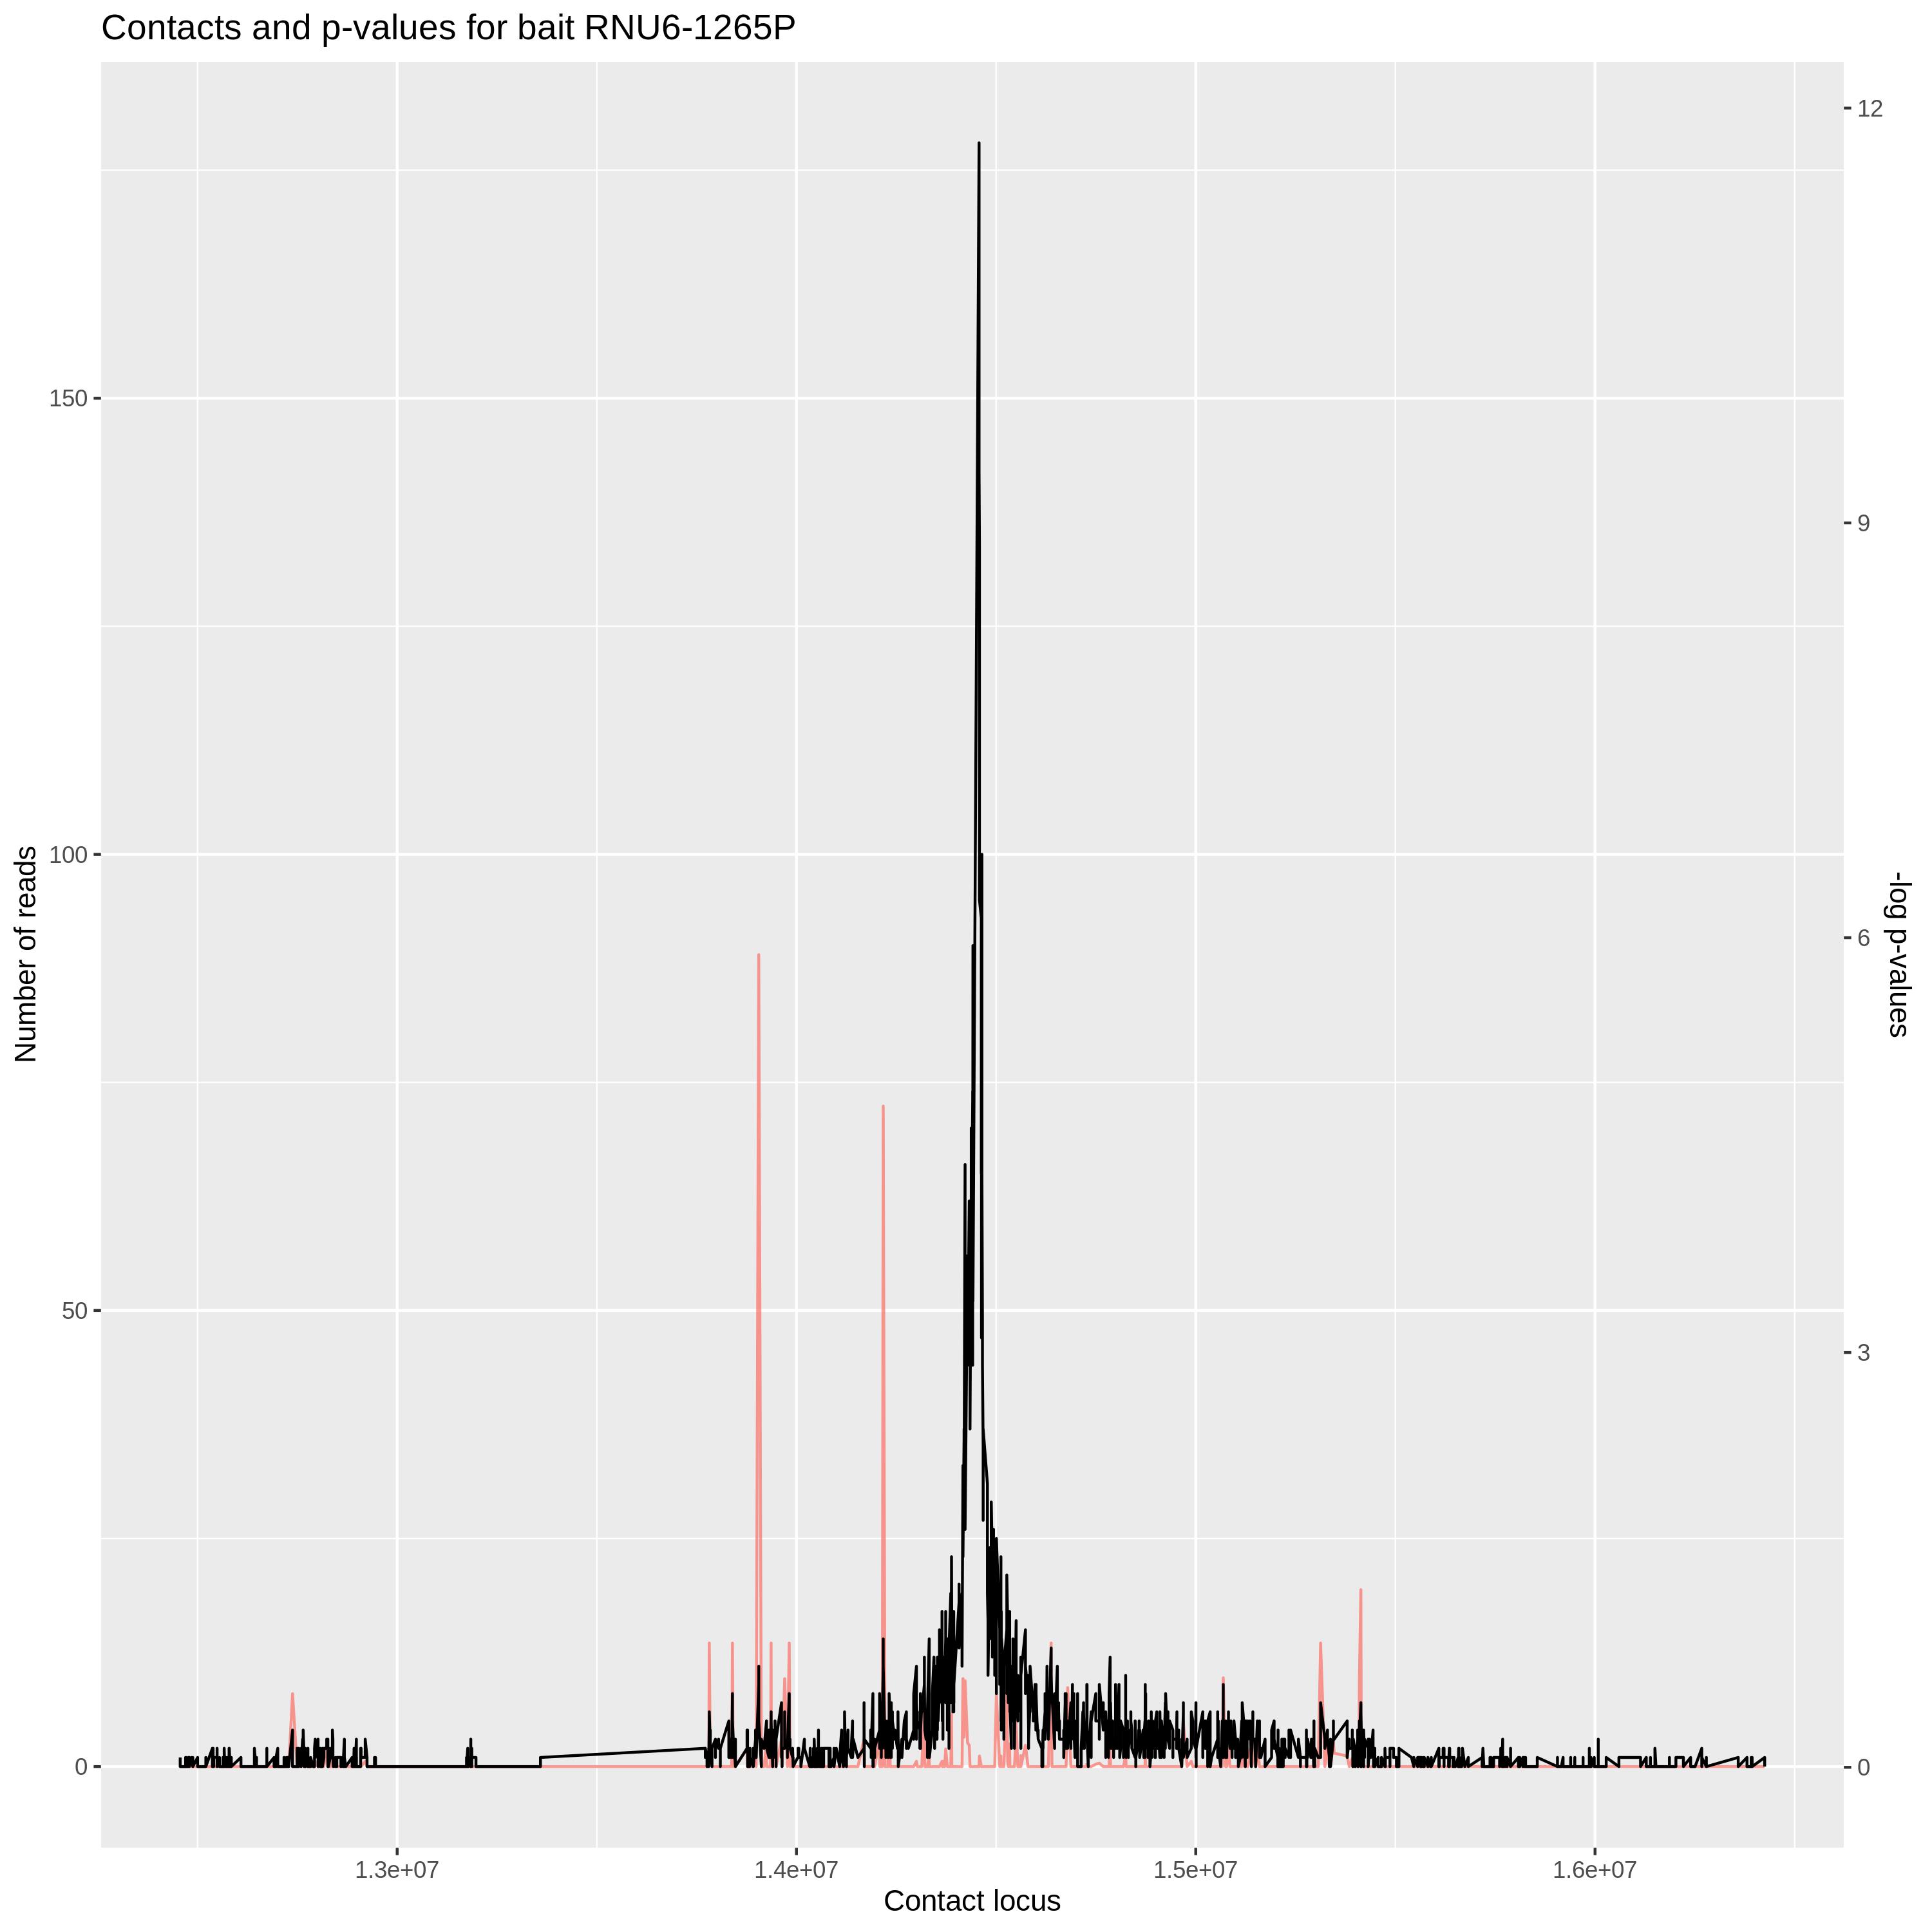 Contacts and p-values for bait RNU6-1265P
12
9
6
3
0
150
100
50
0
Number of reads
-log p-values
1.3e+07 1.4e+07 1.5e+07 1.6e+07
Contact locus